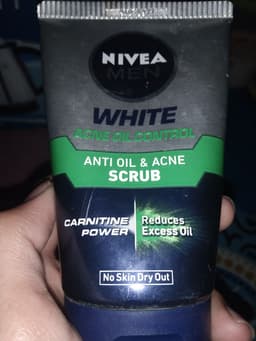 NIVEA
MEN
WHITE
ACNE OIL CONTROL
ANTI OIL & ACNE
SCRUB
CARNITINE
POWER
Reduces
Excess Oil
No Skin Dry Out